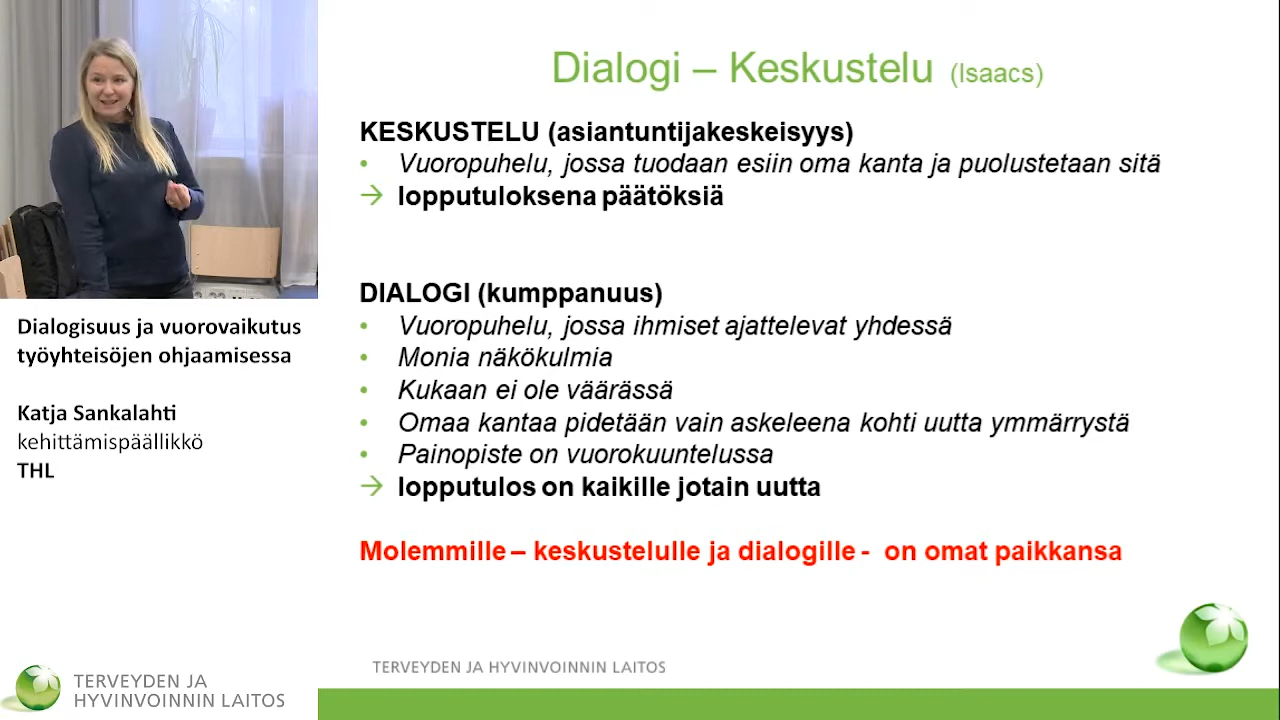 Dialogi – Keskustelu (Isaacs)
KESKUSTELU (asiantuntijakeskeisyys)
• Vuoropuhelu, jossa tuodaan esiin oma kanta ja puolustetaan sitä
→ lopputuloksena päätöksiä
DIALOGI (kumppanuus)
• Vuoropuhelu, jossa ihmiset ajattelevat yhdessä
• Monia näkökulmia
• Kukaan ei ole väärässä
• Omaa kantaa pidetään vain askeleena kohti uutta ymmärrystä
• Painopiste on vuorokuuntelussa
→ lopputulos on kaikille jotain uutta
Molemmille – keskustelulle ja dialogille - on omat paikkansa
TERVEYDEN JA HYVINVOINNIN LAITOS
Dialogisuus ja vuorovaikutus
työyhteisöjen ohjaamisessa
Katja Sankalahti
kehittämispäällikkö
THL
TERVEYDEN JA
HYVINVOINNIN LAITOS